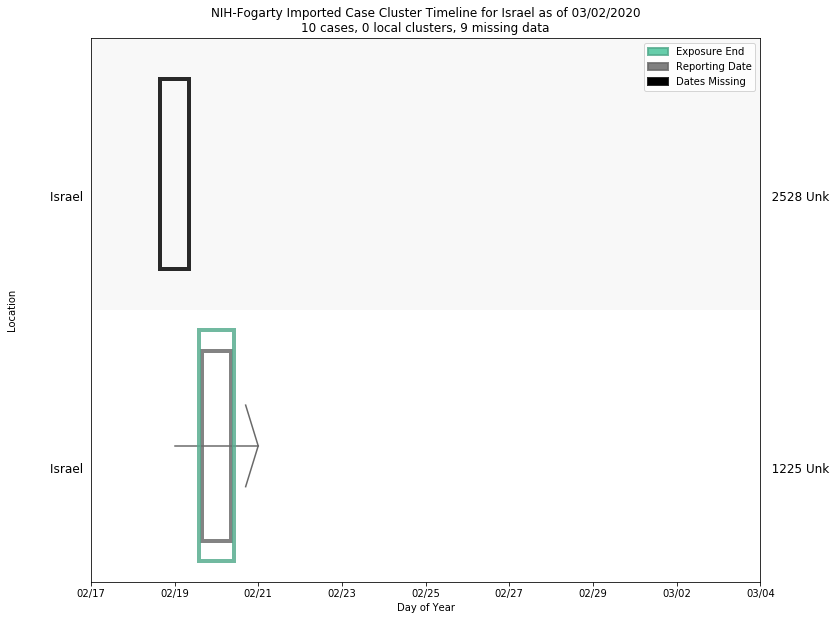 NIH-Fogarty Imported Case Cluster Timeline for Israel as of 03/02/2020
10 cases, 0 local clusters, 9 missing data
Exposure End
Reporting Date
Dates Missing
Israel
2528 Unk
Location
Israel
1225 Unk
02/17 02/19 02/21 02/23 02/25 02/27 02/29 03/02 03/04
Day of Year